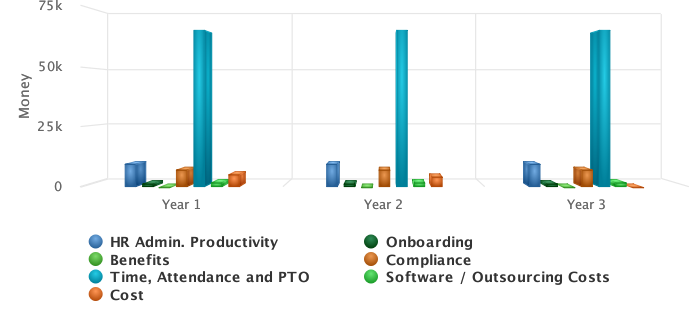 75k
50k
25k
0
Money
Year 1 Year 2 Year 3
HR Admin. Productivity Onboarding
Benefits Compliance
Time, Attendance and PTO Software / Outsourcing Costs
Cost